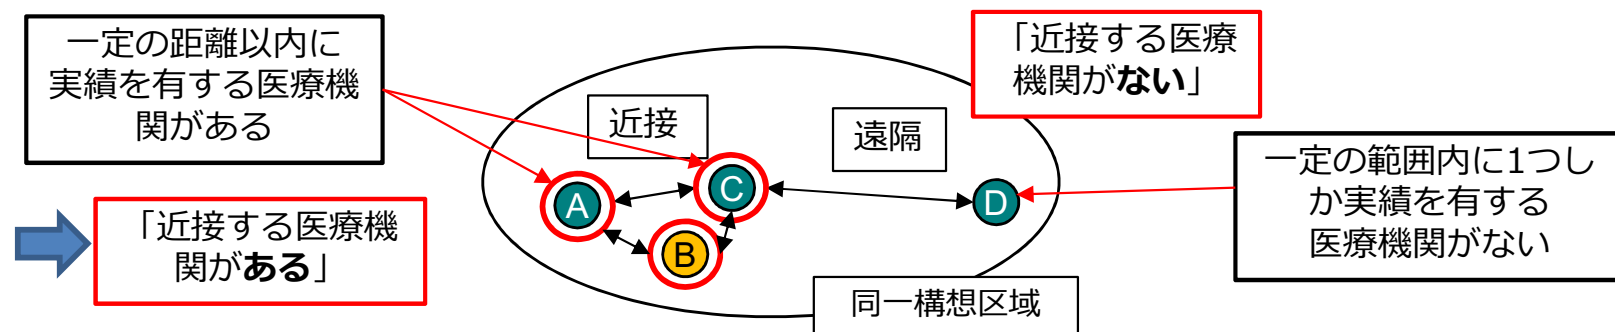 一定の距離以内に
実績を有する医療機
関がある
「近接する医療機
関がある」
近接
遠隔
A
C
B
D
同一構想区域
「近接する医療
機関がない」
一定の範囲内に1つし
か実績を有する
医療機関がない